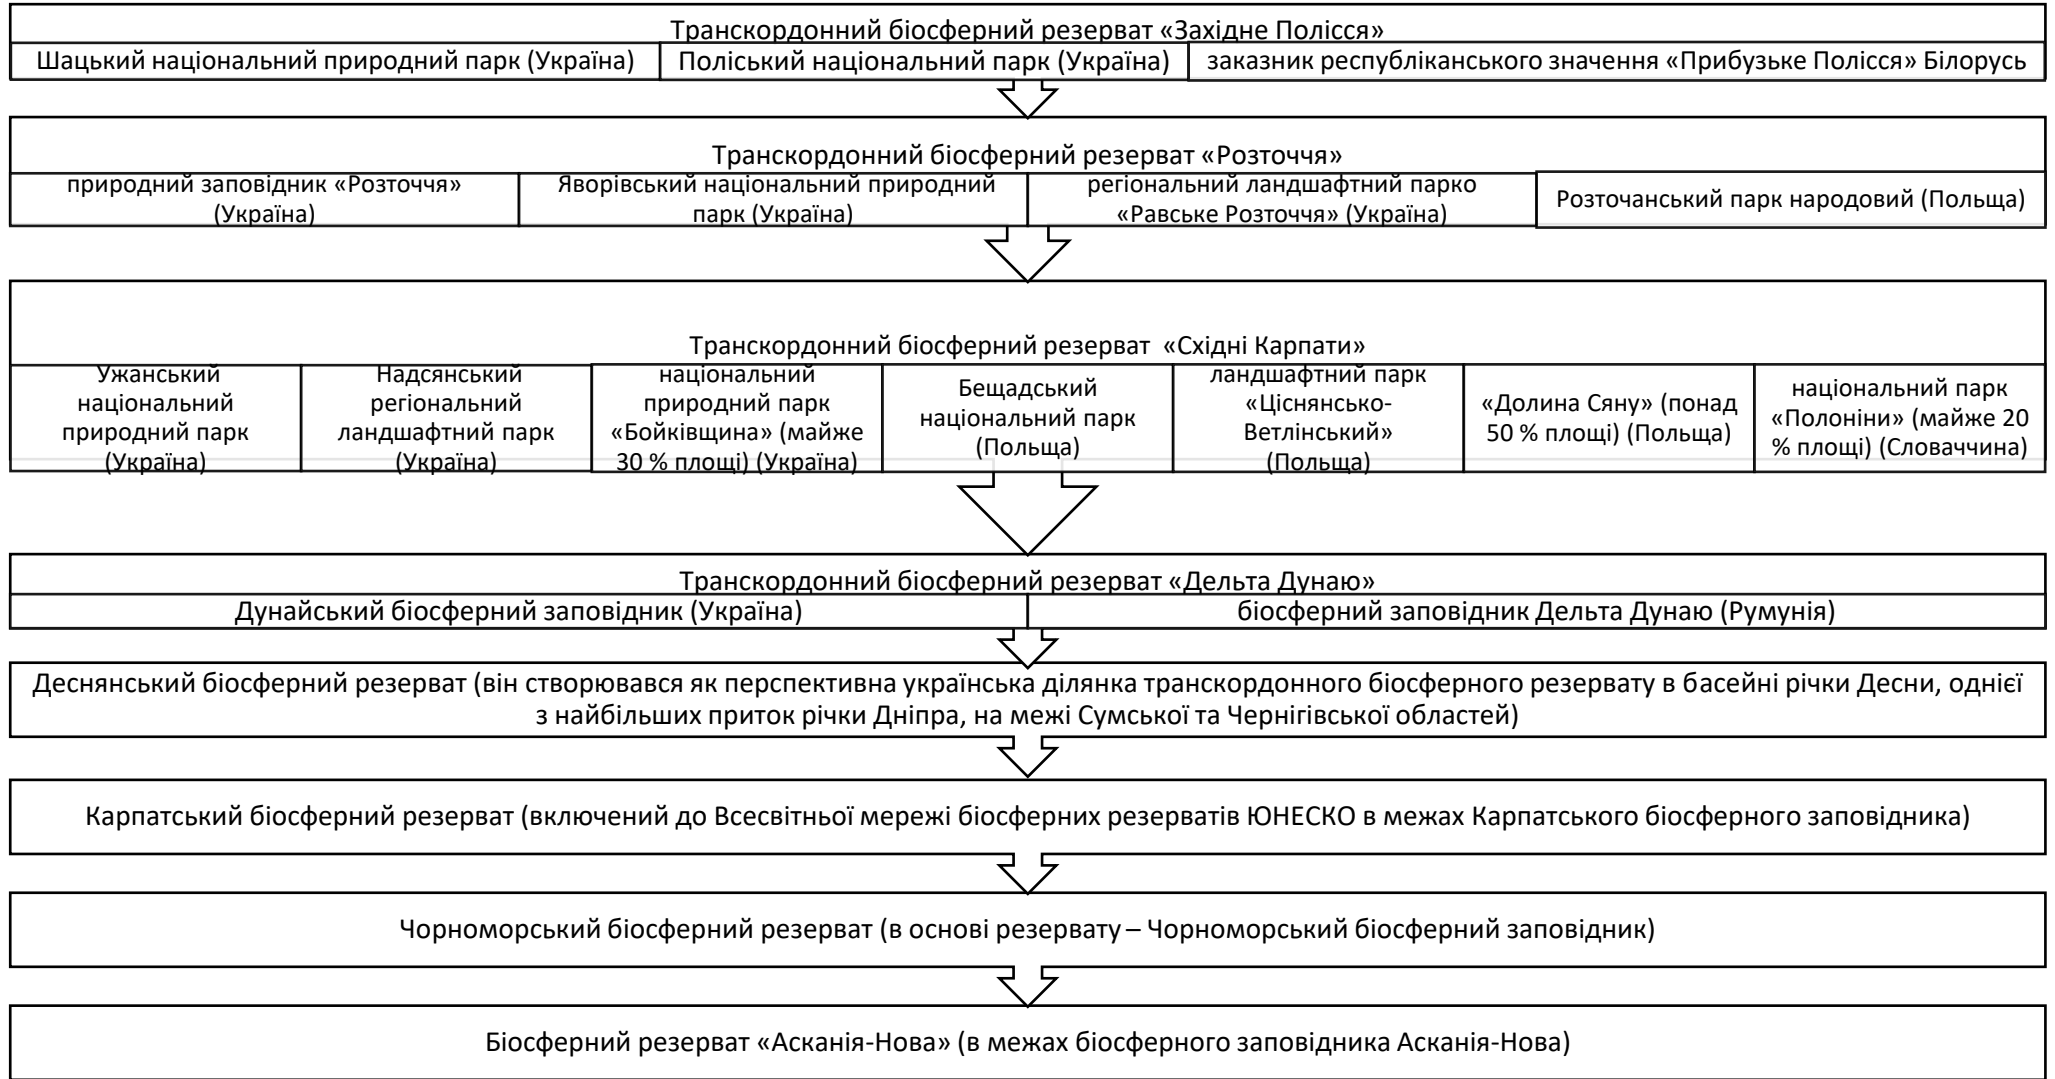 Транскордонний біосферний резерват «Західне Полісся»
Шацький національний природний парк (Україна)
Поліський національний парк (Україна)
заказник республіканського значення «Прибузьке Полісся» Білорусь
Транскордонний біосферний резерват «Розточчя»
природний заповідник «Розточчя»
(Україна)
Яворівський національний природний
парк (Україна)
регіональний ландшафтний парко
«Равське Розточчя» (Україна)
Розточанський парк народовий (Польща)
Транскордонний біосферний резерват «Східні Карпати»
Ужанський
національний
природний парк
(Україна)
Надсянський
регіональний
ландшафтний парк
(Україна)
національний
природний парк
«Бойківщина» (майже
30 % площі) (Україна)
Бещадський
національний парк
(Польща)
ландшафтний парк
«Ціснянсько-
Ветлінський»
(Польща)
«Долина Сяну» (понад
50 % площі) (Польща)
національний парк
«Полоніни» (майже 20
% площі) (Словаччина)
Транскордонний біосферний резерват «Дельта Дунаю»
Дунайський біосферний заповідник (Україна)
біосферний заповідник Дельта Дунаю (Румунія)
Деснянський біосферний резерват (він створювався як перспективна українська ділянка транскордонного біосферного резервату в басейні річки Десни, однієї
з найбільших приток річки Дніпра, на межі Сумської та Чернігівської областей)
Карпатський біосферний резерват (включений до Всесвітньої мережі біосферних резерватів ЮНЕСКО в межах Карпатського біосферного заповідника)
Чорноморський біосферний резерват (в основі резервату – Чорноморський біосферний заповідник)
Біосферний резерват «Асканія-Нова» (в межах біосферного заповідника Асканія-Нова)